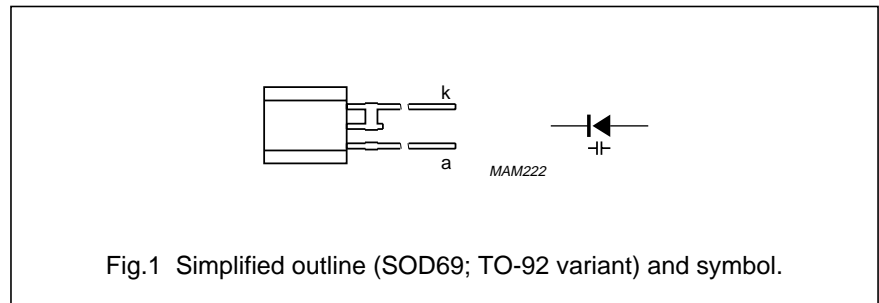 k
a
MAM222
Fig.1 Simplified outline (SOD69; TO-92 variant) and symbol.